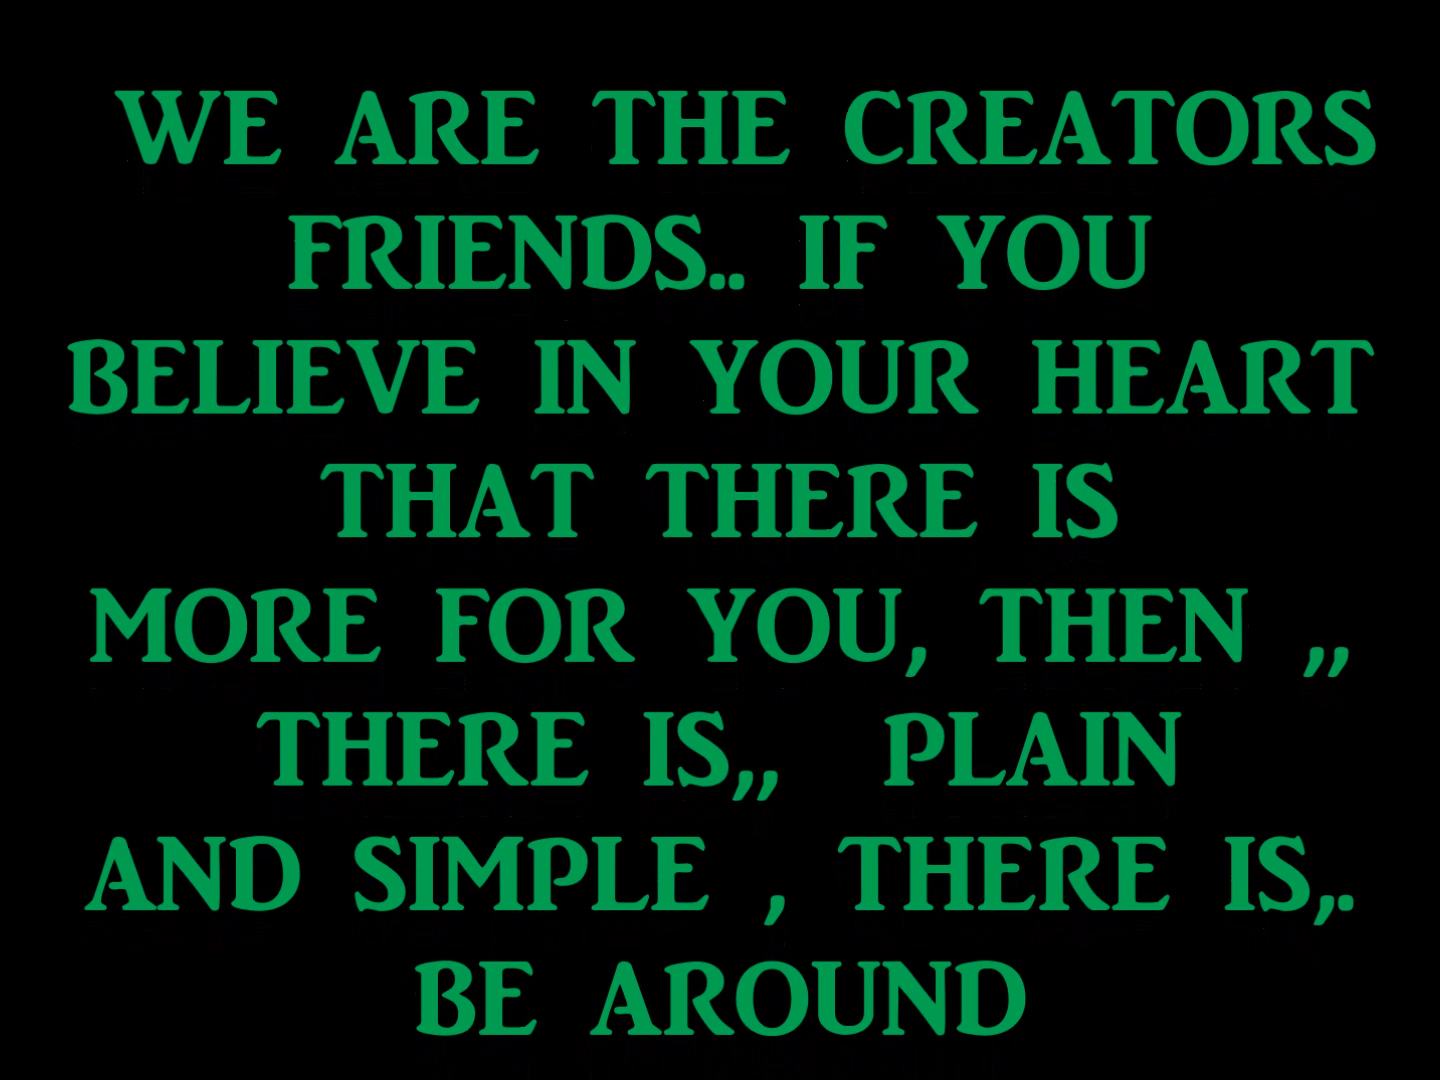 WE ARE THE CREATORS
FRIENDS.. IF YOU
BELIEVE IN YOUR HEART
THAT THERE IS
MORE FOR YOU, THEN ,,
THERE IS,, PLAIN
AND SIMPLE , THERE IS,.
BE AROUND